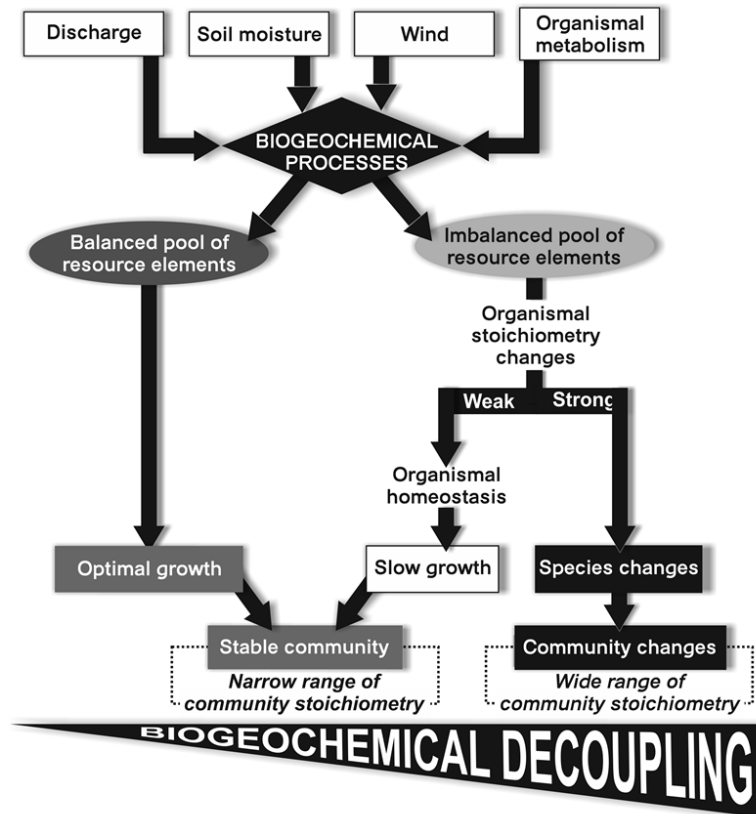 Discharge
Soil moisture
Wind
Organismal
metabolism
BIOGEOCHEMICAL
PROCESSES
Balanced pool of
resource elements
Imbalanced pool of
resource elements
Organismal
stoichiometry
changes
Weak
Strong
Organismal
homeostasis
Optimal growth
Slow growth
Species changes
Stable community
Community changes
Narrow range of
community stoichiometry
Wide range of
community stoichiometry
BIOGEOCHEMICAL DECOUPLING